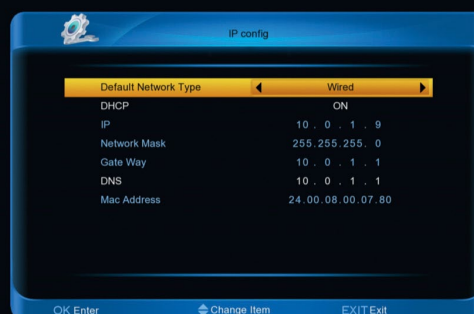 IP config
Default Network Type Wired
DHCP ON
IP 10 . 0 . 1 . 9
Network Mask 255.255.255. 0
Gate Way 10 . 0 . 1 . 1
DNS 10 . 0 . 1 . 1
Mac Address 24.00.08.00.07.80
OK Enter Change Item EXIT Exit